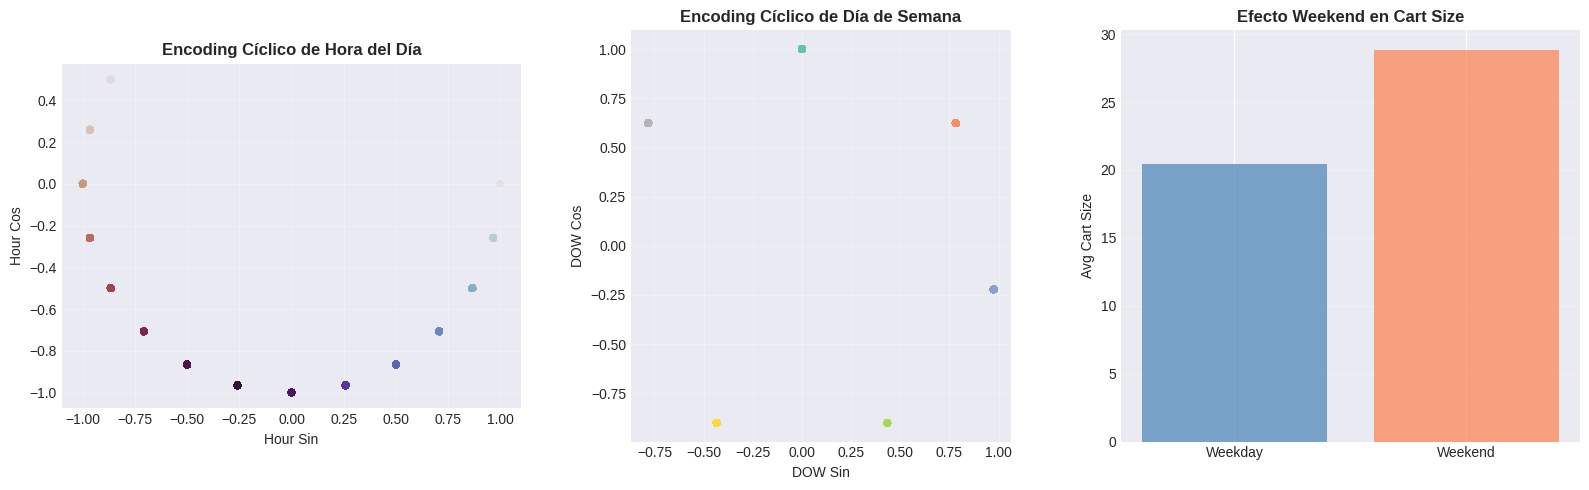 Encoding Cíclico de Hora del Día
Hour Cos
0.4
0.2
0.0
−0.2
−0.4
−0.6
−0.8
−1.0
−1.00 −0.75 −0.50 −0.25 0.00 0.25 0.50 0.75 1.00
Hour Sin
Encoding Cíclico de Día de Semana
DOW Cos
1.00
0.75
0.50
0.25
0.00
−0.25
−0.50
−0.75
−0.75 −0.50 −0.25 0.00 0.25 0.50 0.75 1.00
DOW Sin
Efecto Weekend en Cart Size
Avg Cart Size
30
25
20
15
10
5
0
Weekday Weekend